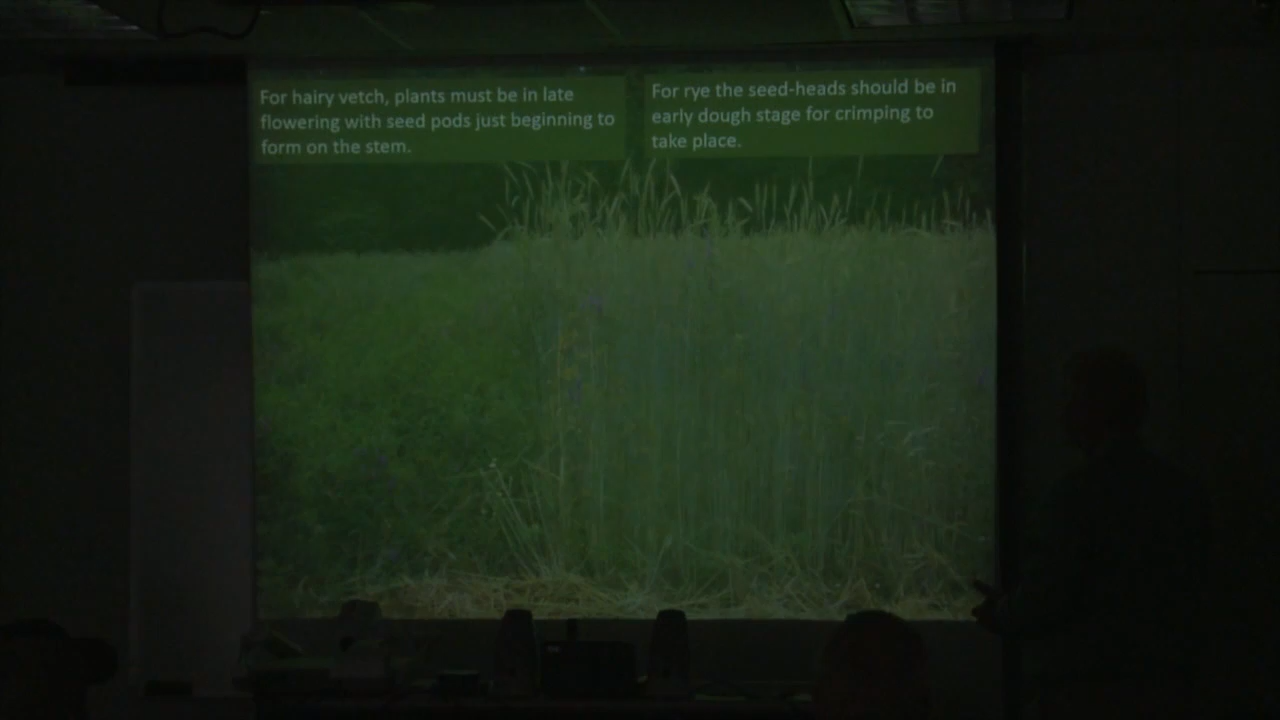 For hairy vetch, plants must be in late
flowering with seed pods just beginning to
form on the stem.
For rye the seed-heads should be in
early dough stage for crimping to
take place.